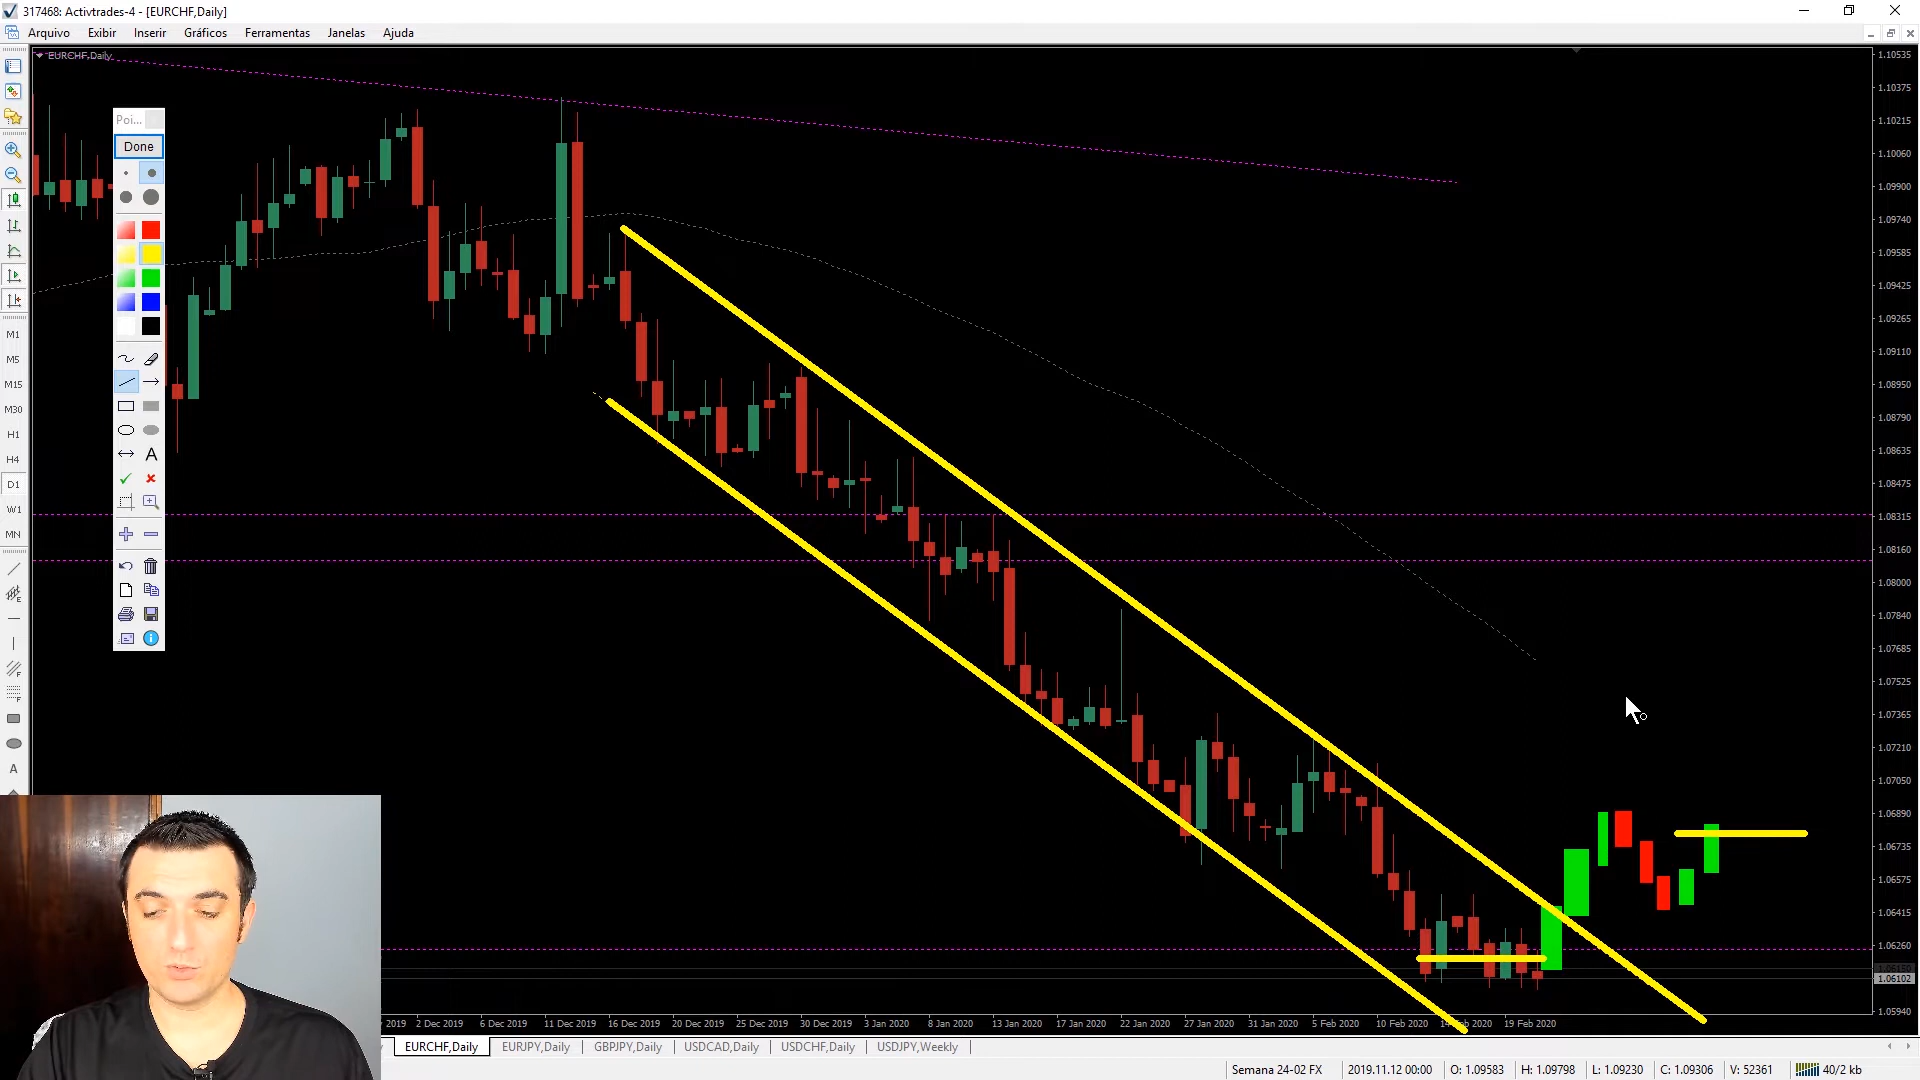 317468: Activtrades-4 - [EURCHF,Daily]
Arquivo Exibir Inserir Gráficos Ferramentas Janelas Ajuda
EURCHF,Daily
Poi...
Done
A
M1
M5
M15
M30
H1
H4
D1
W1
MN
A
1.10535
1.10375
1.10215
1.10060
1.09900
1.09740
1.09585
1.09425
1.09265
1.09110
1.08950
1.08790
1.08635
1.08475
1.08315
1.08160
1.08000
1.07840
1.07685
1.07525
1.07365
1.07210
1.07050
1.06890
1.06735
1.06575
1.06415
1.06260
1.06102
1.05940
2019 2 Dec 2019 6 Dec 2019 11 Dec 2019 16 Dec 2019 20 Dec 2019 25 Dec 2019 30 Dec 2019 3 Jan 2020 8 Jan 2020 13 Jan 2020 17 Jan 2020 22 Jan 2020 27 Jan 2020 31 Jan 2020 5 Feb 2020 10 Feb 2020 14 Feb 2020 19 Feb 2020
EURCHF,Daily EURJPY,Daily GBPJPY,Daily USDCAD,Daily USDCHF,Daily USDJPY,Weekly
Semana 24-02 FX 2019.11.12 00:00 O: 1.09583 H: 1.09798 L: 1.09230 C: 1.09306 V: 52361 40/2 kb